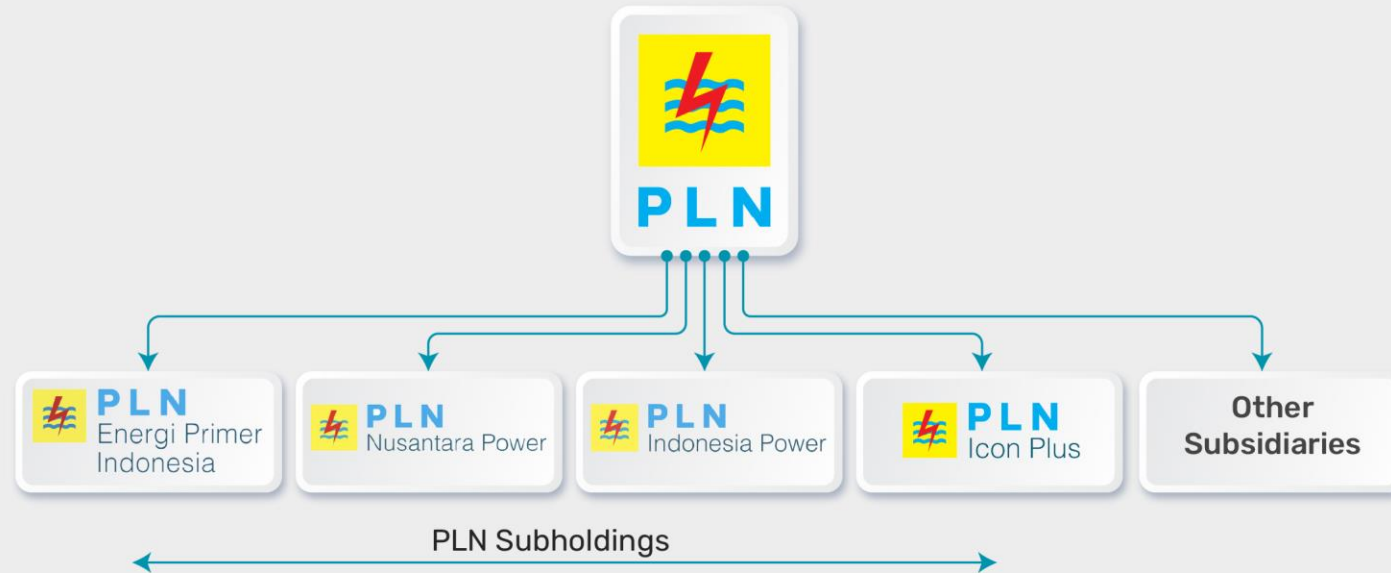 PLN
PLN
Energi Primer
Indonesia
PLN
Nusantara Power
PLN
Indonesia Power
PLN
Icon Plus
Other
Subsidiaries
PLN Subholdings